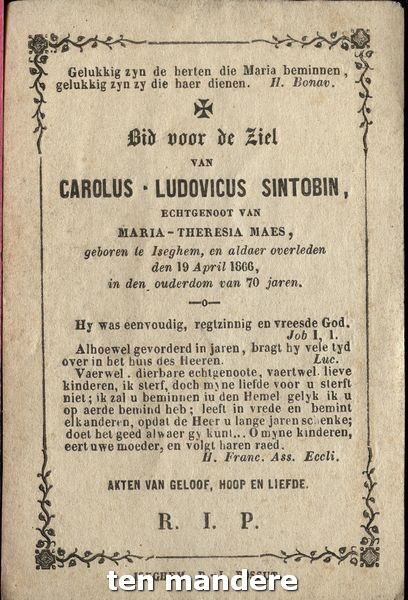 Gelukkig zyn de herten die Maria beminnen,
gelukkig zyn zy die haer dienen. H. Bonav.
Bid voor de Ziel
VAN
CAROLUS - LUDOVICUS SINTOBIN,
ECHTGENOOT VAN
MARIA - THERESIA MAES,
geboren te Iseghem, en aldaer overleden
den 19 April 1866,
in den ouderdom van 70 jaren.
Hy was eenvoudig, regtzinnig en vreesde God.
Job I, 1.
Alhoewel gevorderd in jaren, bragt hy vele tyd
over in het huis des Heeren. Luc.
Vaerwel, dierbare echtgenoote, vaertwel, lieve
kinderen, ik sterf, doch myne liefde voor u sterft
niet; ik zal u beminnen in den Hemel gelyk ik u
op aerde bemind heb; leeft in vrede en bemint
elkanderen, opdat de Heer u lange jaren schenke;
doet het goed alwaer gy kunt... O myne kinderen,
eert uwe moeder, en volgt haren raed.
H. Franc. Ass. Eccli.
AKTEN VAN GELOOF, HOOP EN LIEFDE.
R. I. P.
ISEGHEM
ten mandere